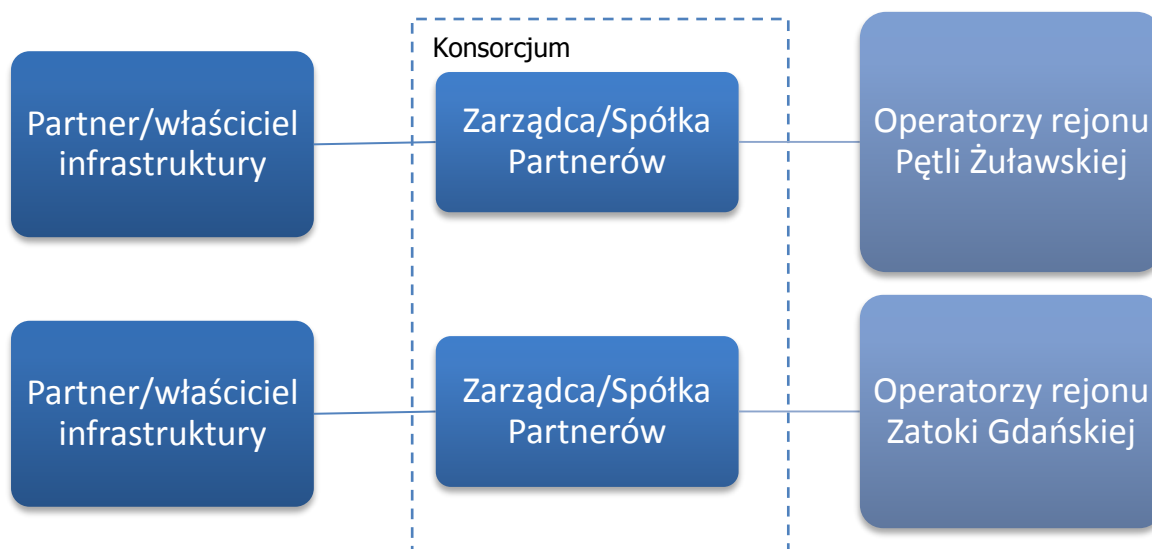 Konsorcjum
Partner/właściciel
infrastruktury
Zarządca/Spółka
Partnerów
Operatorzy rejonu
Pętli Żuławskiej
Partner/właściciel
infrastruktury
Zarządca/Spółka
Partnerów
Operatorzy rejonu
Zatoki Gdańskiej